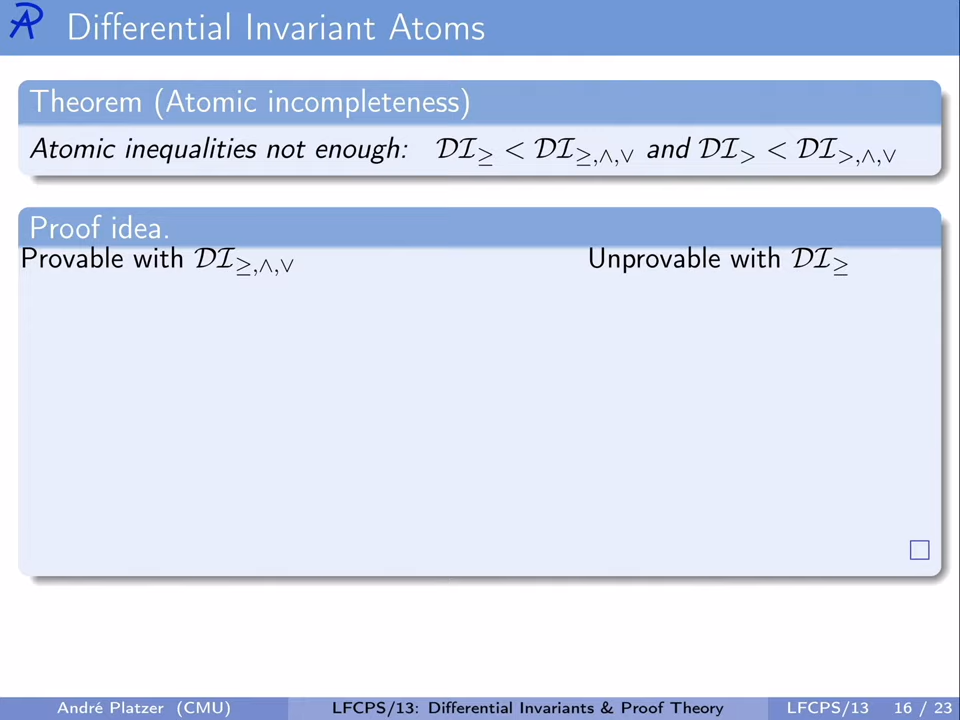 Differential Invariant Atoms
Theorem (Atomic incompleteness)
Atomic inequalities not enough: 𝒟ℐ≥ < 𝒟ℐ≥,∧,∨ and 𝒟ℐ> < 𝒟ℐ>,∧,∨
Proof idea.
Provable with 𝒟ℐ≥,∧,∨ Unprovable with 𝒟ℐ≥
André Platzer (CMU) LFCPS/13: Differential Invariants & Proof Theory LFCPS/13 16 / 23